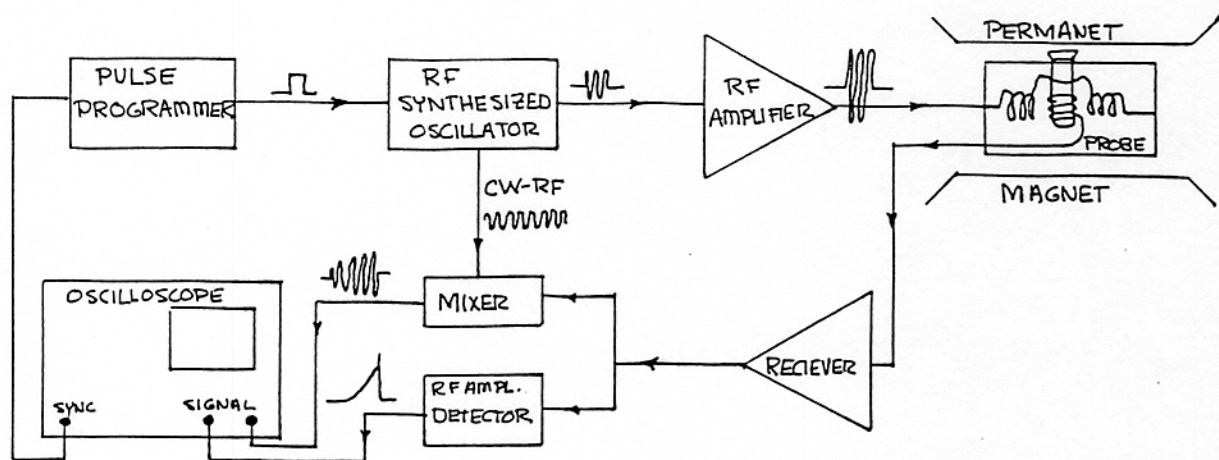 PULSE
PROGRAMMER
RF
SYNTHESIZED
OSCILLATOR
RF
AMPLIFIER
PERMANET
PROBE
MAGNET
CW-RF
OSCILLOSCOPE
SYNC
SIGNAL
MIXER
RF AMPL.
DETECTOR
RECIEVER